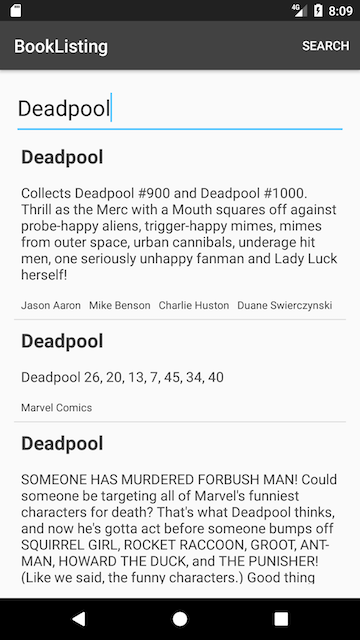 4G 8:09
BookListing SEARCH
Deadpool
Deadpool
Collects Deadpool #900 and Deadpool #1000.
Thrill as the Merc with a Mouth squares off against
probe-happy aliens, trigger-happy mimes, mimes
from outer space, urban cannibals, underage hit
men, one seriously unhappy fanman and Lady Luck
herself!
Jason Aaron Mike Benson Charlie Huston Duane Swierczynski
Deadpool
Deadpool 26, 20, 13, 7, 45, 34, 40
Marvel Comics
Deadpool
SOMEONE HAS MURDERED FORBUSH MAN! Could
someone be targeting all of Marvel's funniest
characters for death? That's what Deadpool thinks,
and now he's gotta act before someone bumps off
SQUIRREL GIRL, ROCKET RACCOON, GROOT, ANT-
MAN, HOWARD THE DUCK, and THE PUNISHER!
(Like we said, the funny characters.) Good thing